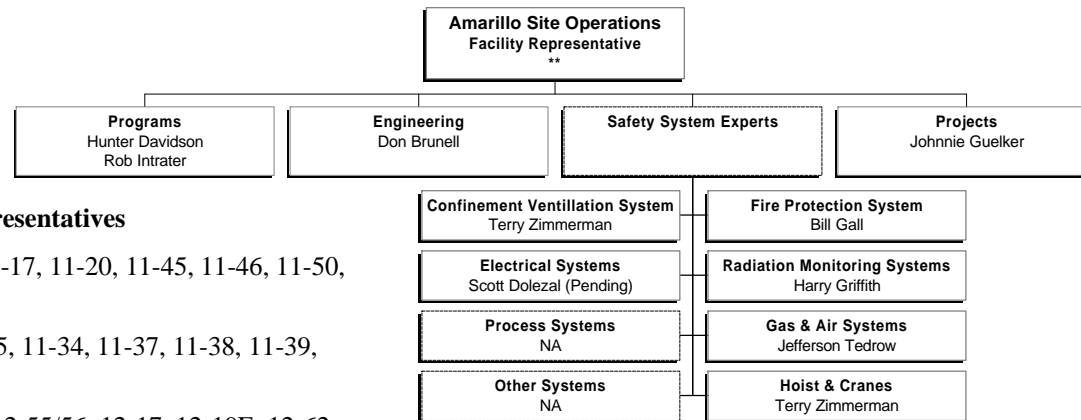 Amarillo Site Operations
Facility Representative
**
Programs
Hunter Davidson
Rob Intrater
Engineering
Don Brunell
Safety System Experts
Projects
Johnnie Guelker
Confinement Ventillation System
Terry Zimmerman
Fire Protection System
Bill Gall
Electrical Systems
Scott Dolezal (Pending)
Radiation Monitoring Systems
Harry Griffith
Process Systems
NA
Gas & Air Systems
Jefferson Tedrow
Other Systems
NA
Hoist & Cranes
Terry Zimmerman
resentatives
-17, 11-20, 11-45, 11-46, 11-50,
5, 11-34, 11-37, 11-38, 11-39,